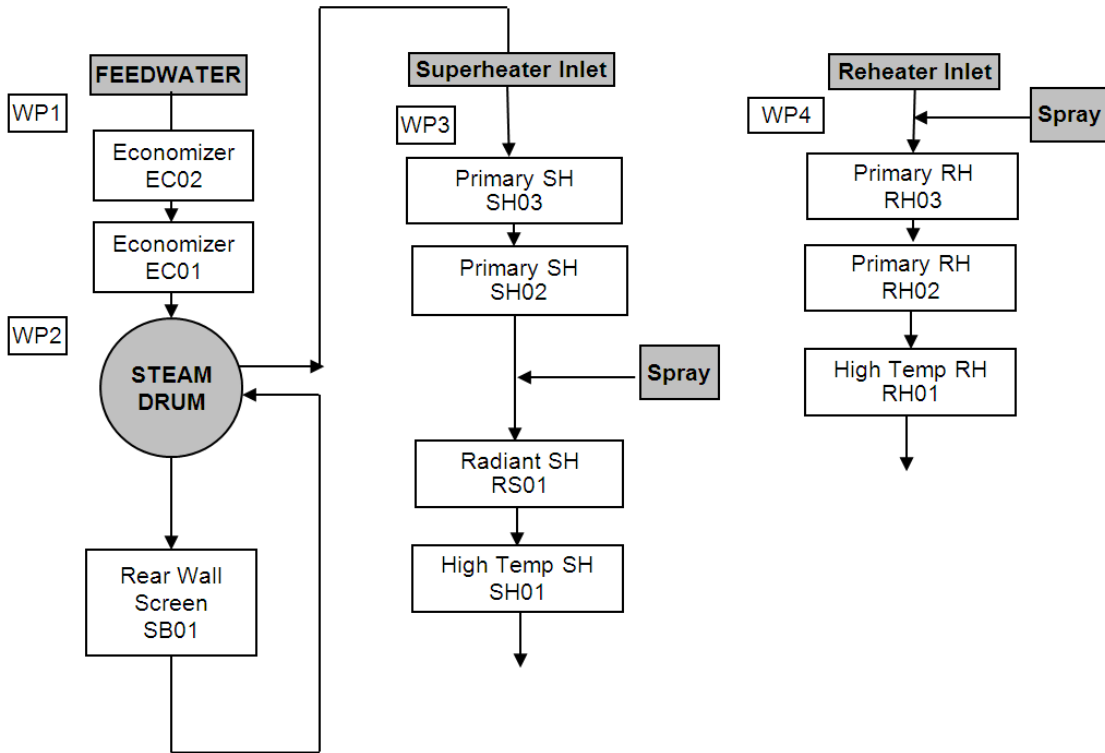 FEEDWATER
WP1
Economizer
EC02
Economizer
EC01
WP2
STEAM
DRUM
Rear Wall
Screen
SB01
Superheater Inlet
WP3
Primary SH
SH03
Primary SH
SH02
Spray
Radiant SH
RS01
High Temp SH
SH01
Reheater Inlet
WP4
Spray
Primary RH
RH03
Primary RH
RH02
High Temp RH
RH01